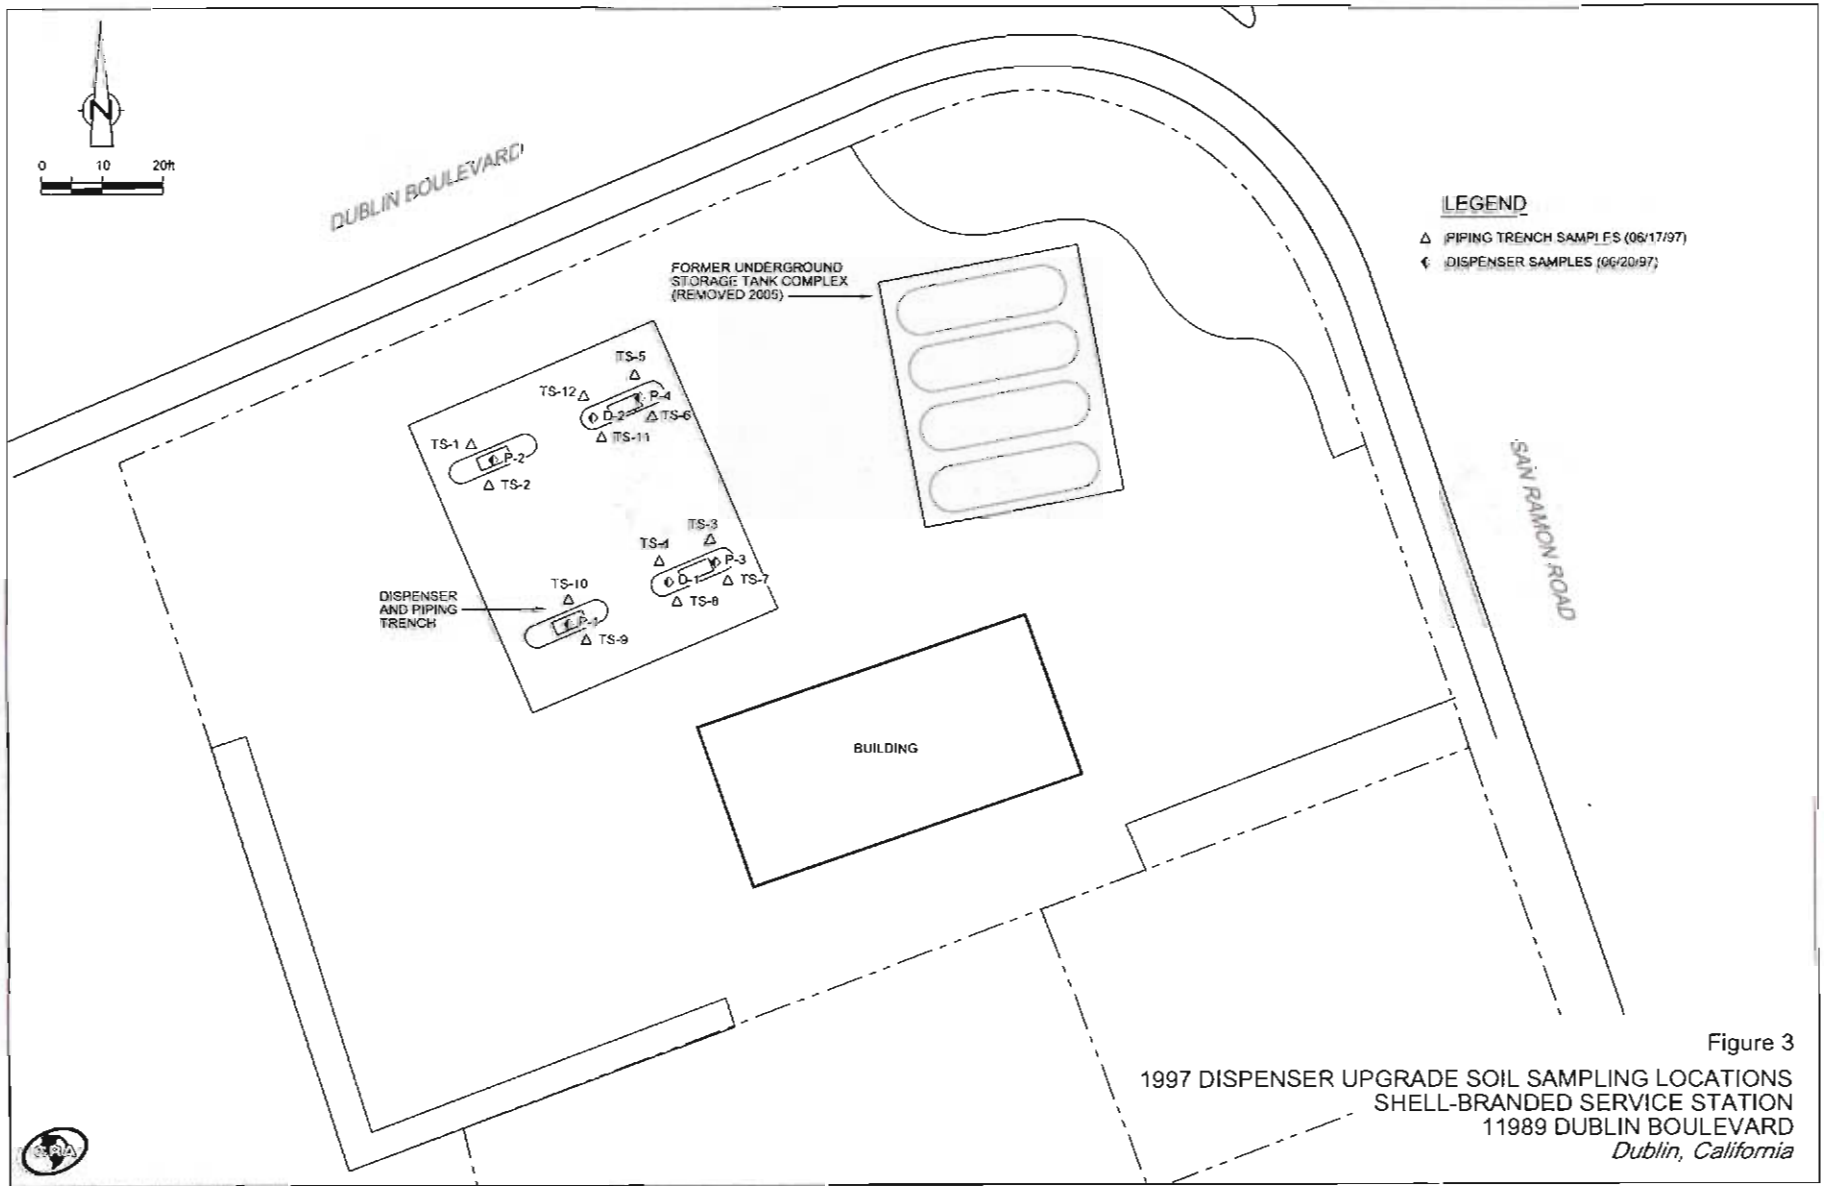 N
0 10 20ft
DUBLIN BOULEVARD
LEGEND
PIPING TRENCH SAMPLES (06/17/97)
DISPENSER SAMPLES (06/20/97)
FORMER UNDERGROUND
STORAGE TANK COMPLEX
(REMOVED 2005)
TS-5
TS-12
P-4
D-2
TS-6
TS-11
TS-1
P-2
TS-2
SAN RAMON ROAD
TS-3
TS-4
P-3
D-1
TS-7
TS-8
TS-10
DISPENSER
AND PIPING
TRENCH
P-1
TS-9
BUILDING
Figure 3
1997 DISPENSER UPGRADE SOIL SAMPLING LOCATIONS
SHELL-BRANDED SERVICE STATION
11989 DUBLIN BOULEVARD
Dublin, California